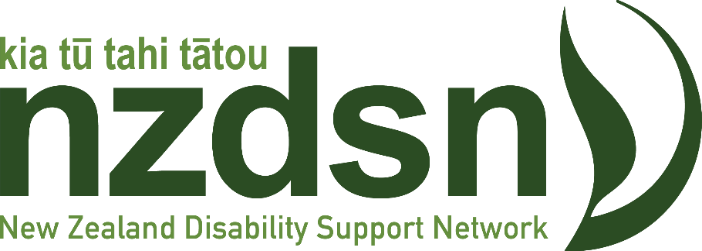 kia tū tahi tātou
nzdsn
New Zealand Disability Support Network